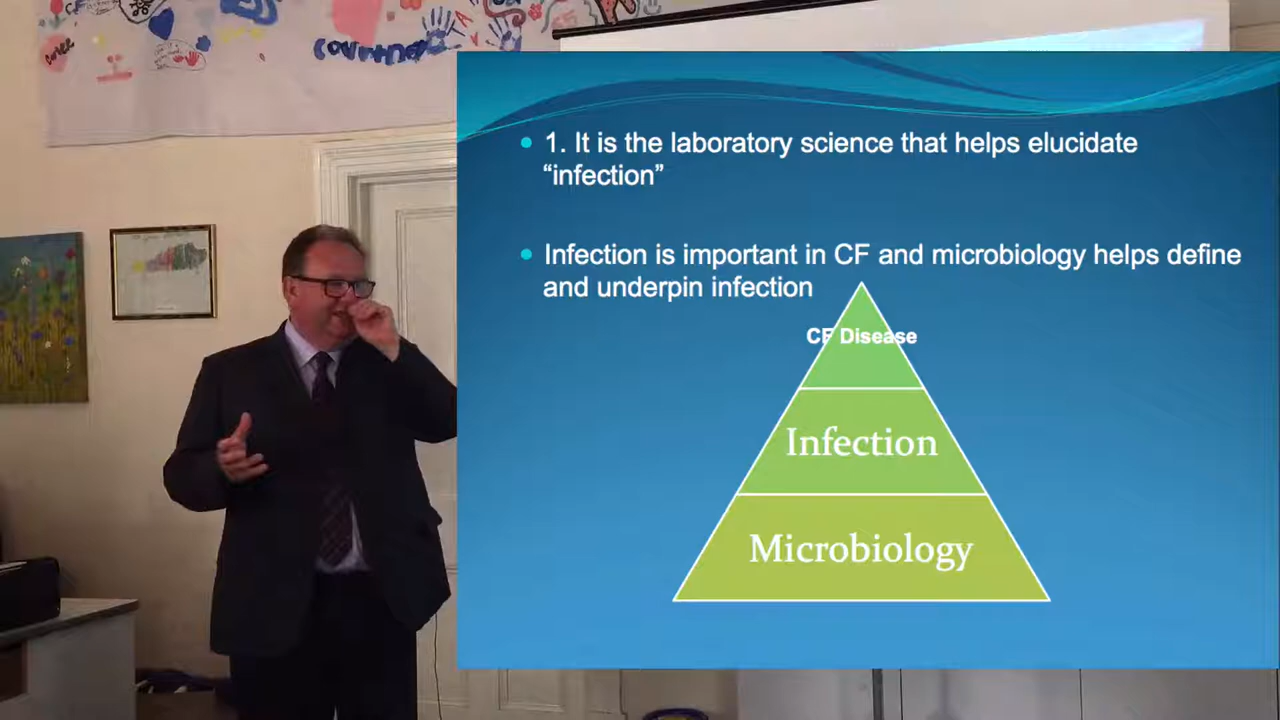 CF
• 1. It is the laboratory science that helps elucidate
“infection”
• Infection is important in CF and microbiology helps define
and underpin infection
CF Disease
Infection
Microbiology